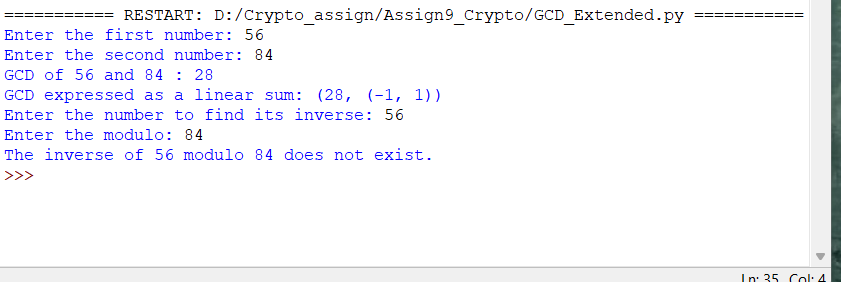 =========== RESTART: D:/Crypto_assign/Assign9_Crypto/GCD_Extended.py ===========
Enter the first number: 56
Enter the second number: 84
GCD of 56 and 84 : 28
GCD expressed as a linear sum: (28, (-1, 1))
Enter the number to find its inverse: 56
Enter the modulo: 84
The inverse of 56 modulo 84 does not exist.
>>>
Ln: 35 Col: 4